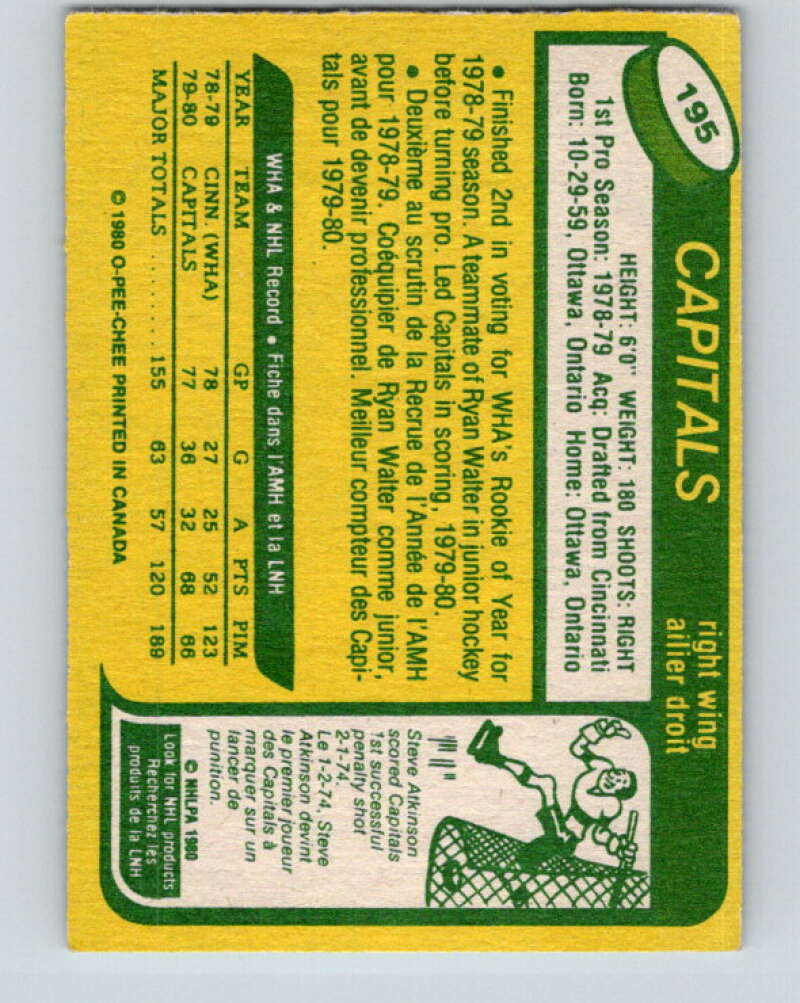 195
CAPITALS
right wing
ailier droit
HEIGHT: 6'0" WEIGHT: 180 SHOOTS: RIGHT
1st Pro Season: 1978-79 Acq: Drafted from Cincinnati
Born: 10-29-59, Ottawa, Ontario Home: Ottawa, Ontario
• Finished 2nd in voting for WHA's Rookie of Year for
1978-79 season. A teammate of Ryan Walter in junior hockey
before turning pro. Led Capitals in scoring, 1979-80.
• Deuxième au scrutin de la Recrue de l'Année de l'AMH
pour 1978-79. Coéquipier de Ryan Walter comme junior,
avant de devenir professionnel. Meilleur compteur des Capi-
tals pour 1979-80.
WHA & NHL Record • Fiche dans l'AMH et la LNH
YEAR TEAM GP G A PTS PIM
78-79 CINN. (WHA) 78 27 25 52 123
79-80 CAPITALS 77 36 32 68 66
MAJOR TOTALS ........ 155 63 57 120 189
© 1980 O-PEE-CHEE PRINTED IN CANADA
Steve Atkinson
scored Capitals
1st successful
penalty shot
2-1-74.
Le 1-2-74, Steve
Atkinson devint
le premier joueur
des Capitals à
marquer sur un
lancer de
punition.
© NHLPA 1980
Look for NHL products
Recherchez les
produits de la LNH